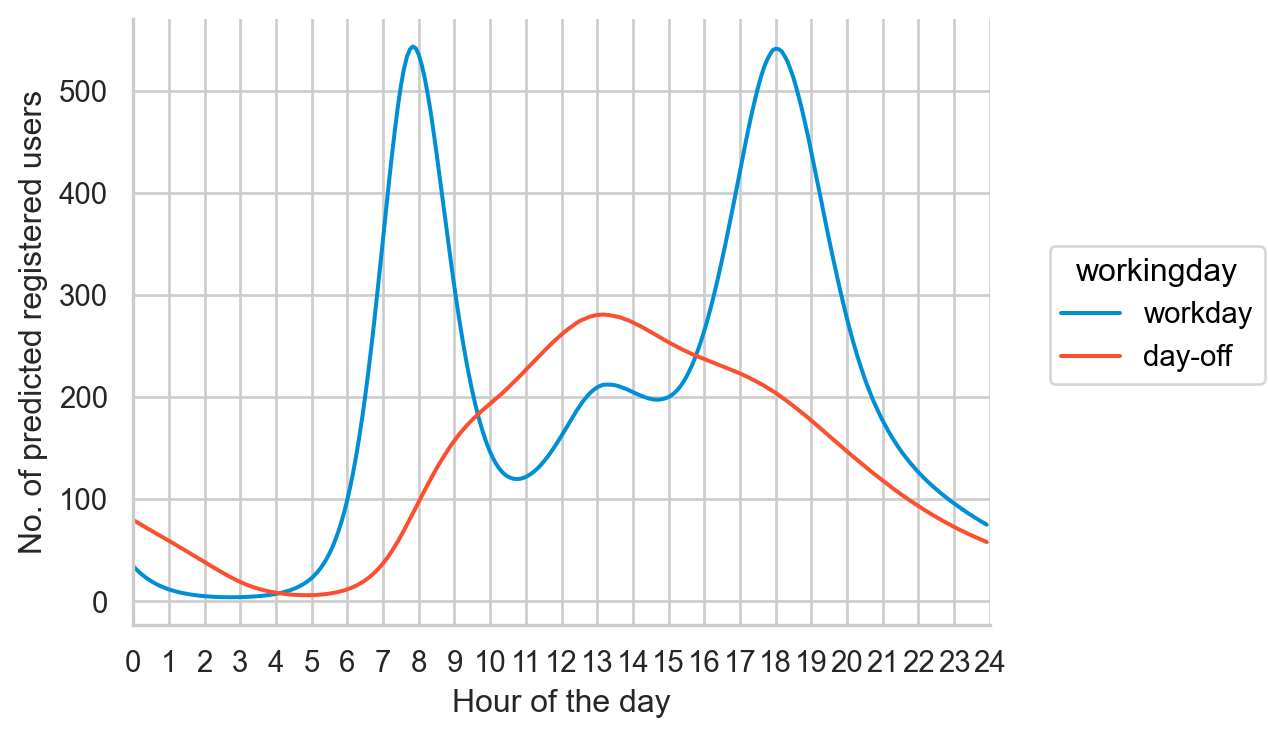 No. of predicted registered users
500
400
300
200
100
0
0 1 2 3 4 5 6 7 8 9 10 11 12 13 14 15 16 17 18 19 20 21 22 23 24
Hour of the day
workingday
workday
day-off